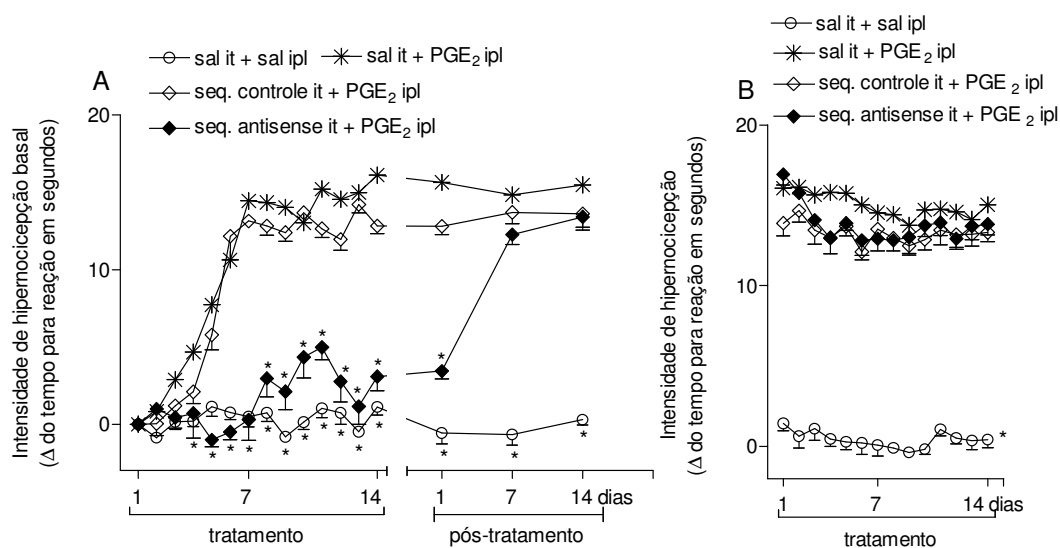 A
sal it + sal ipl
sal it + PGE2 ipl
seq. controle it + PGE2 ipl
seq. antisense it + PGE2 ipl
Intensidade de hipernocicepção basal
(Δ do tempo para reação em segundos)
20
10
0
* * * * * * * * * * *
* * *
1 7 14 1 7 14 dias
tratamento
pós-tratamento
B
sal it + sal ipl
sal it + PGE2 ipl
seq. controle it + PGE2 ipl
seq. antisense it + PGE2 ipl
Intensidade de hipernocicepção
(Δ do tempo para reação em segundos)
20
10
0
*
1 7 14 dias
tratamento